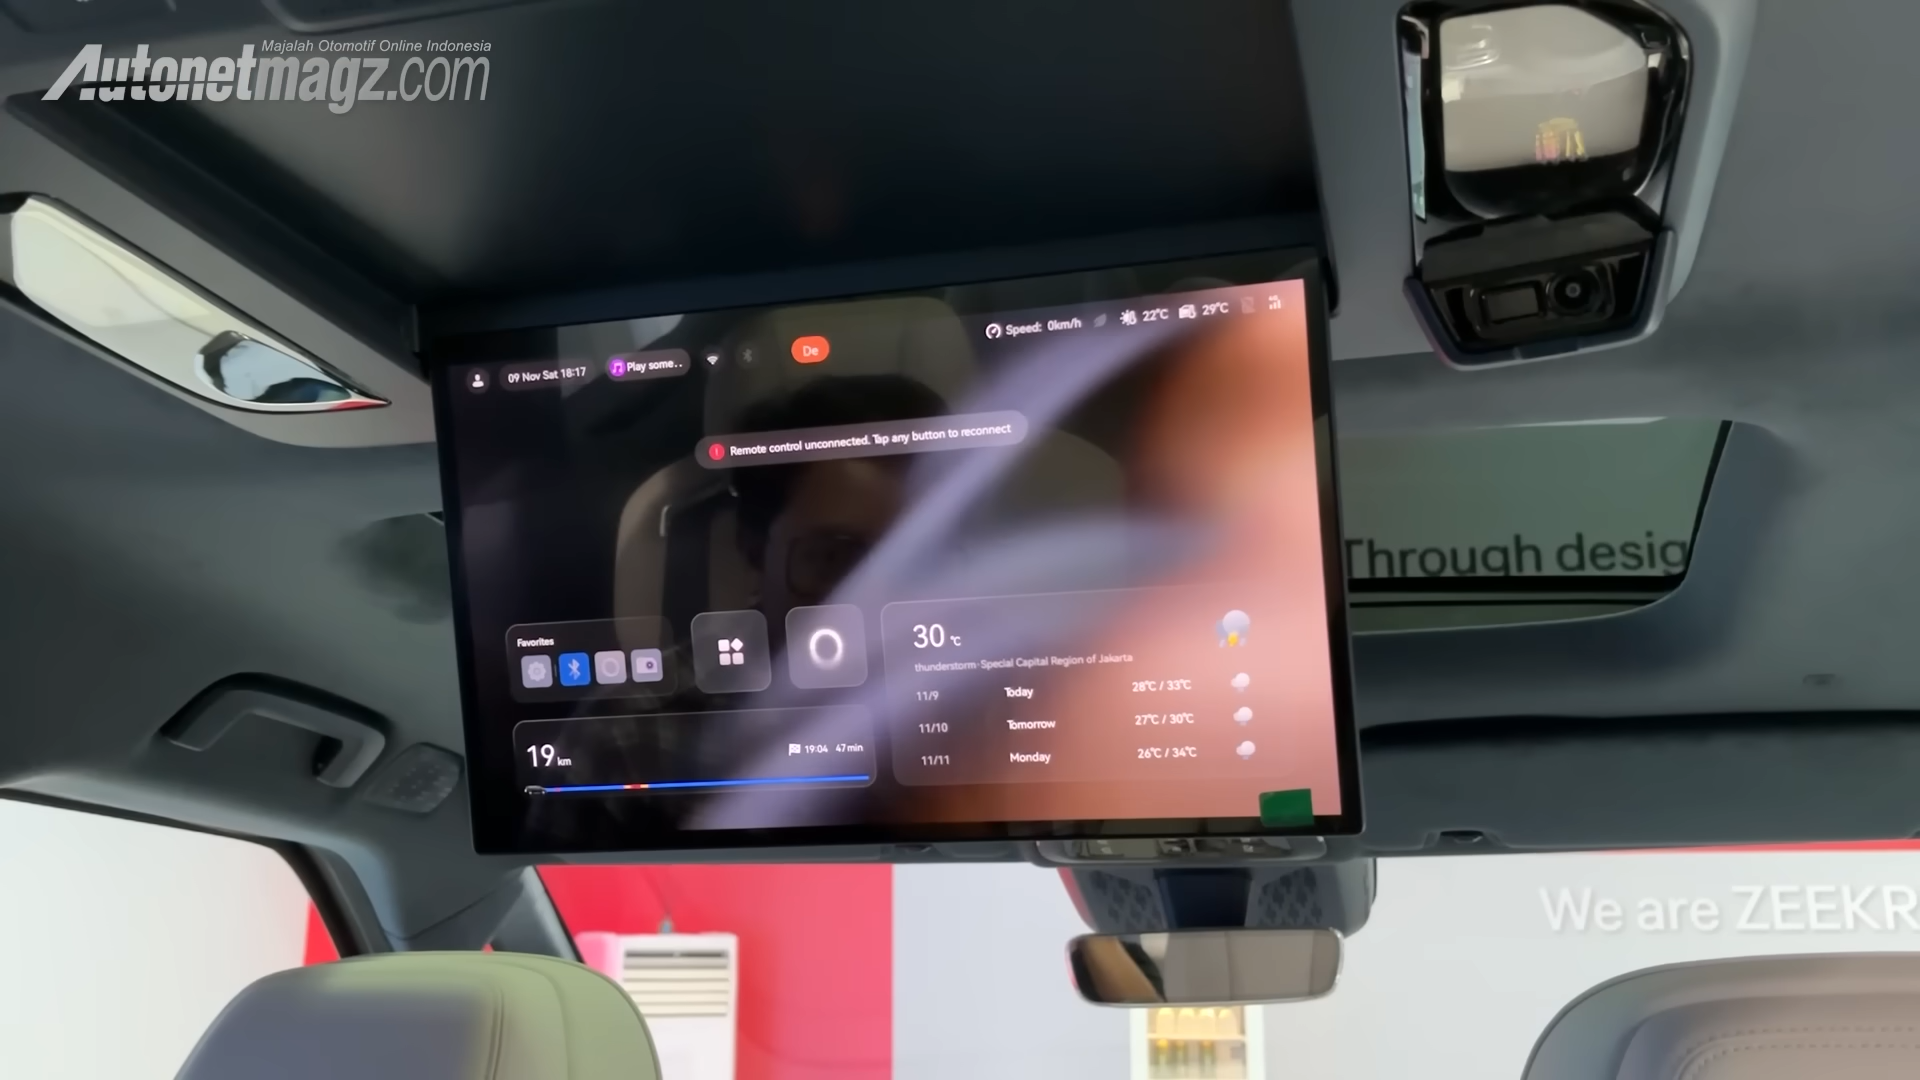 Majalah Otomotif Online Indonesia
Autonetmagz.com
09 Nov Sat 18:17
Play some..
De
Speed: 0km/h
22℃
29℃
Remote control unconnected. Tap any button to reconnect
Favorites
30℃
thunderstorm·Special Capital Region of Jakarta
11/9 Today 28℃ / 33℃
11/10 Tomorrow 27℃ / 30℃
11/11 Monday 26℃ / 34℃
19 km
19:04 47 min
Through desig
We are ZEEKR